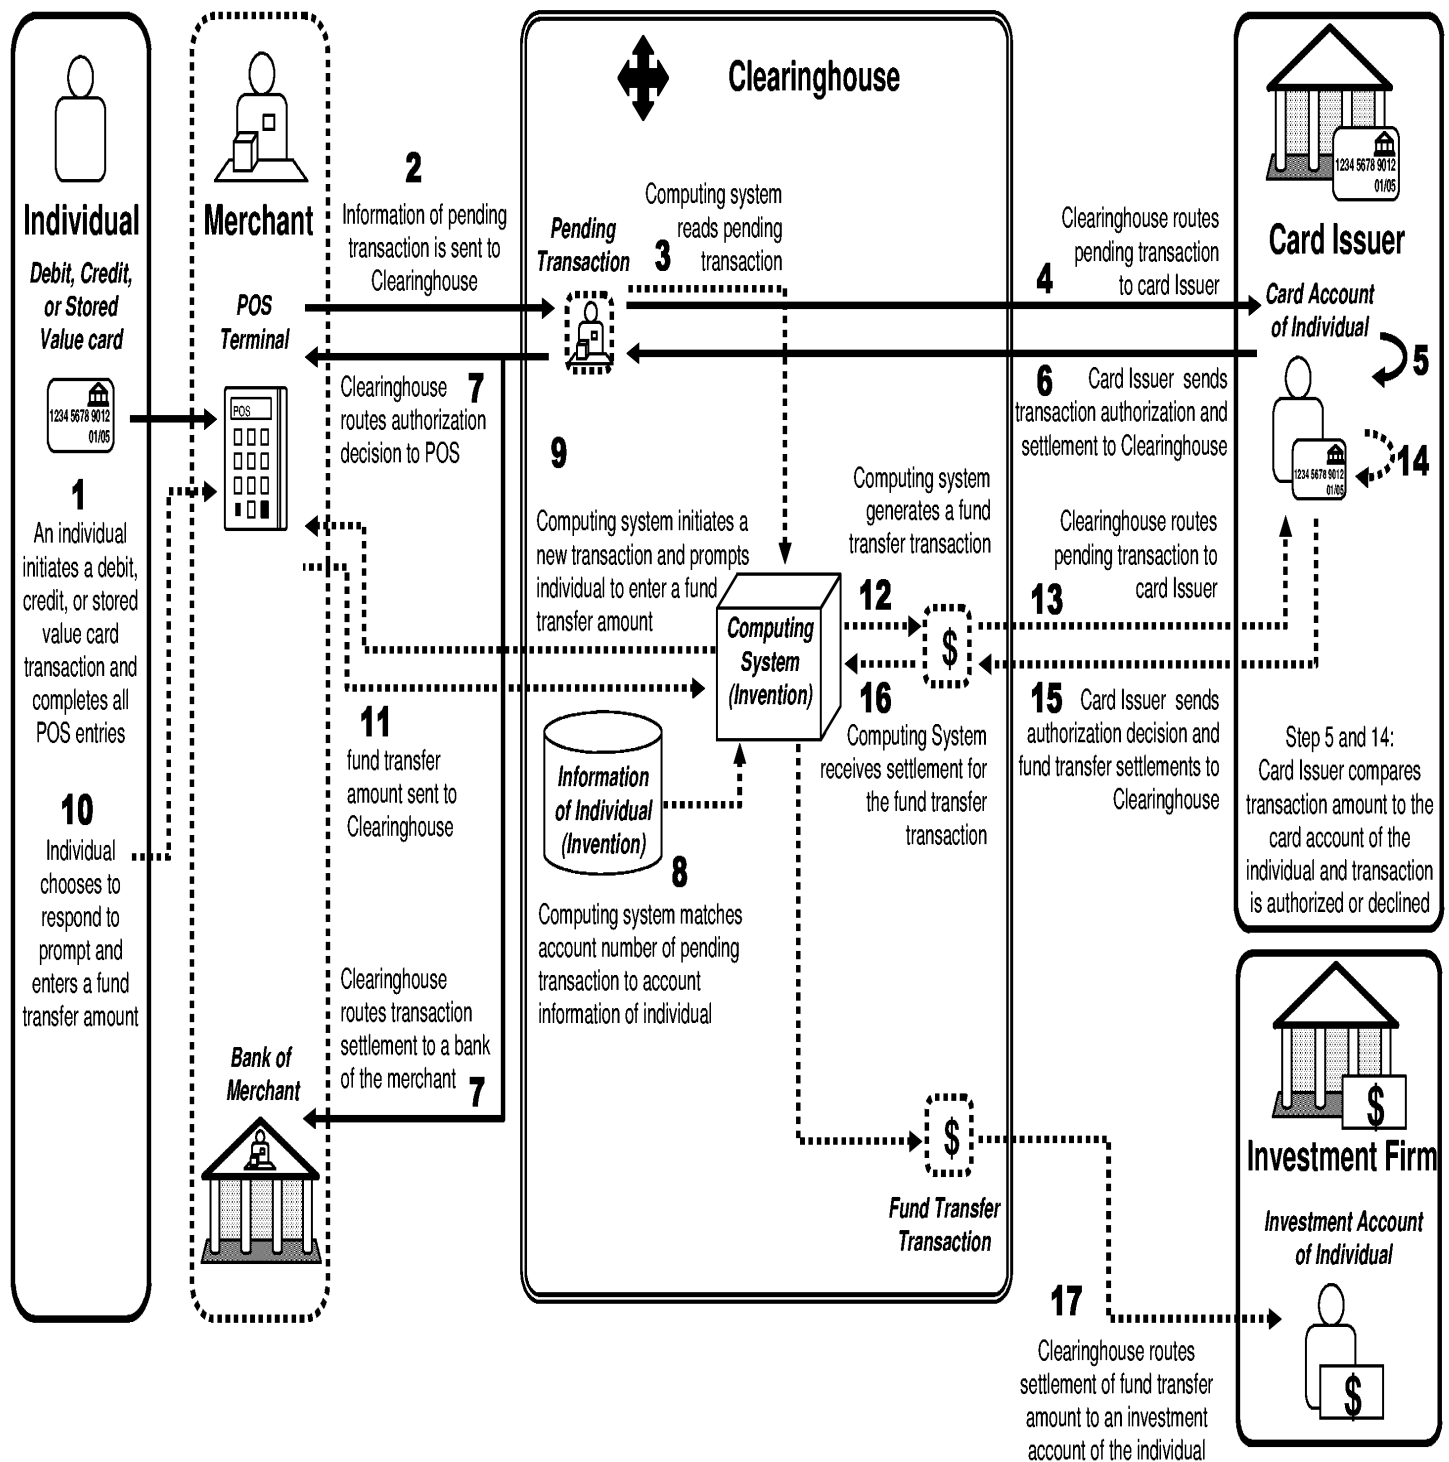 Individual
Debit, Credit,
or Stored
Value card
1234 5678 9012
01/05
1
An individual
initiates a debit,
credit, or stored
value card
transaction and
completes all
POS entries
10
Individual
chooses to
respond to
prompt and
enters a fund
transfer amount
Merchant
POS
Terminal
POS
Bank of
Merchant
2
Information of pending
transaction is sent to
Clearinghouse
Clearinghouse 7
routes authorization
decision to POS
11
fund transfer
amount sent to
Clearinghouse
Clearinghouse
routes transaction
settlement to a bank
of the merchant 7
Clearinghouse
Pending
Transaction
Computing system
reads pending
3 transaction
9
Computing system initiates a
new transaction and prompts
individual to enter a fund
transfer amount
Computing
System
(Invention)
Information
of Individual
(Invention)
8
Computing system matches
account number of pending
transaction to account
information of individual
Computing system
generates a fund
transfer transaction
12
$
16
Computing System
receives settlement for
the fund transfer
transaction
$
Fund Transfer
Transaction
Clearinghouse routes
pending transaction
4 to card Issuer
6 Card Issuer sends
transaction authorization and
settlement to Clearinghouse
Clearinghouse routes
pending transaction to
13 card Issuer
15 Card Issuer sends
authorization decision and
fund transfer settlements to
Clearinghouse
17
Clearinghouse routes
settlement of fund transfer
amount to an investment
account of the individual
1234 5678 9012
01/05
Card Issuer
Card Account
of Individual
5
14
1234 5678 9012
01/05
Step 5 and 14:
Card Issuer compares
transaction amount to the
card account of the
individual and transaction
is authorized or declined
$
Investment Firm
Investment Account
of Individual
$